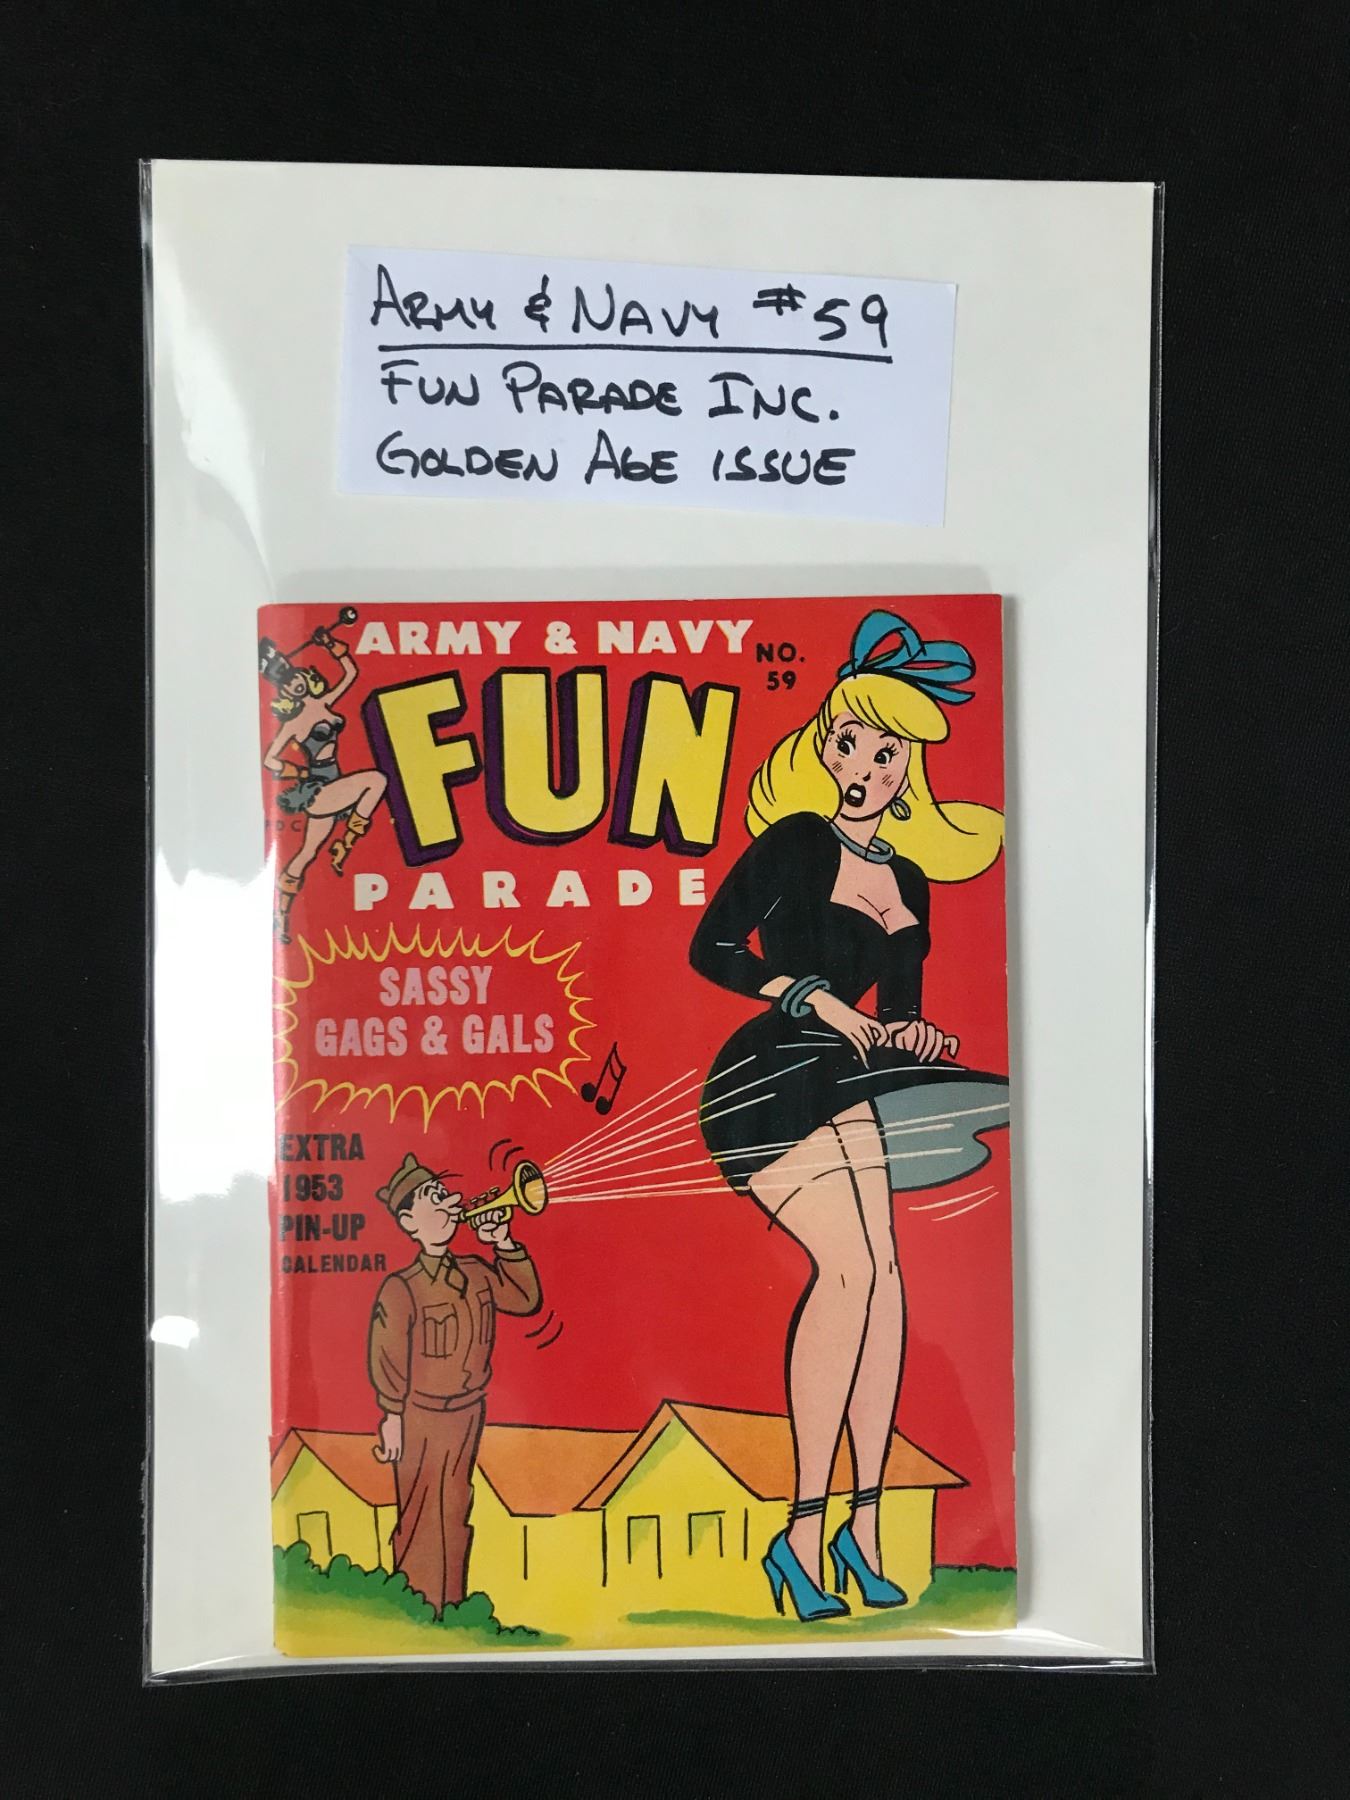 ARMY & NAVY #59
FUN PARADE INC.
GOLDEN AGE ISSUE
ARMY & NAVY
NO.
59
FUN
PARADE
SASSY
GAGS & GALS
EXTRA
1953
PIN-UP
CALENDAR